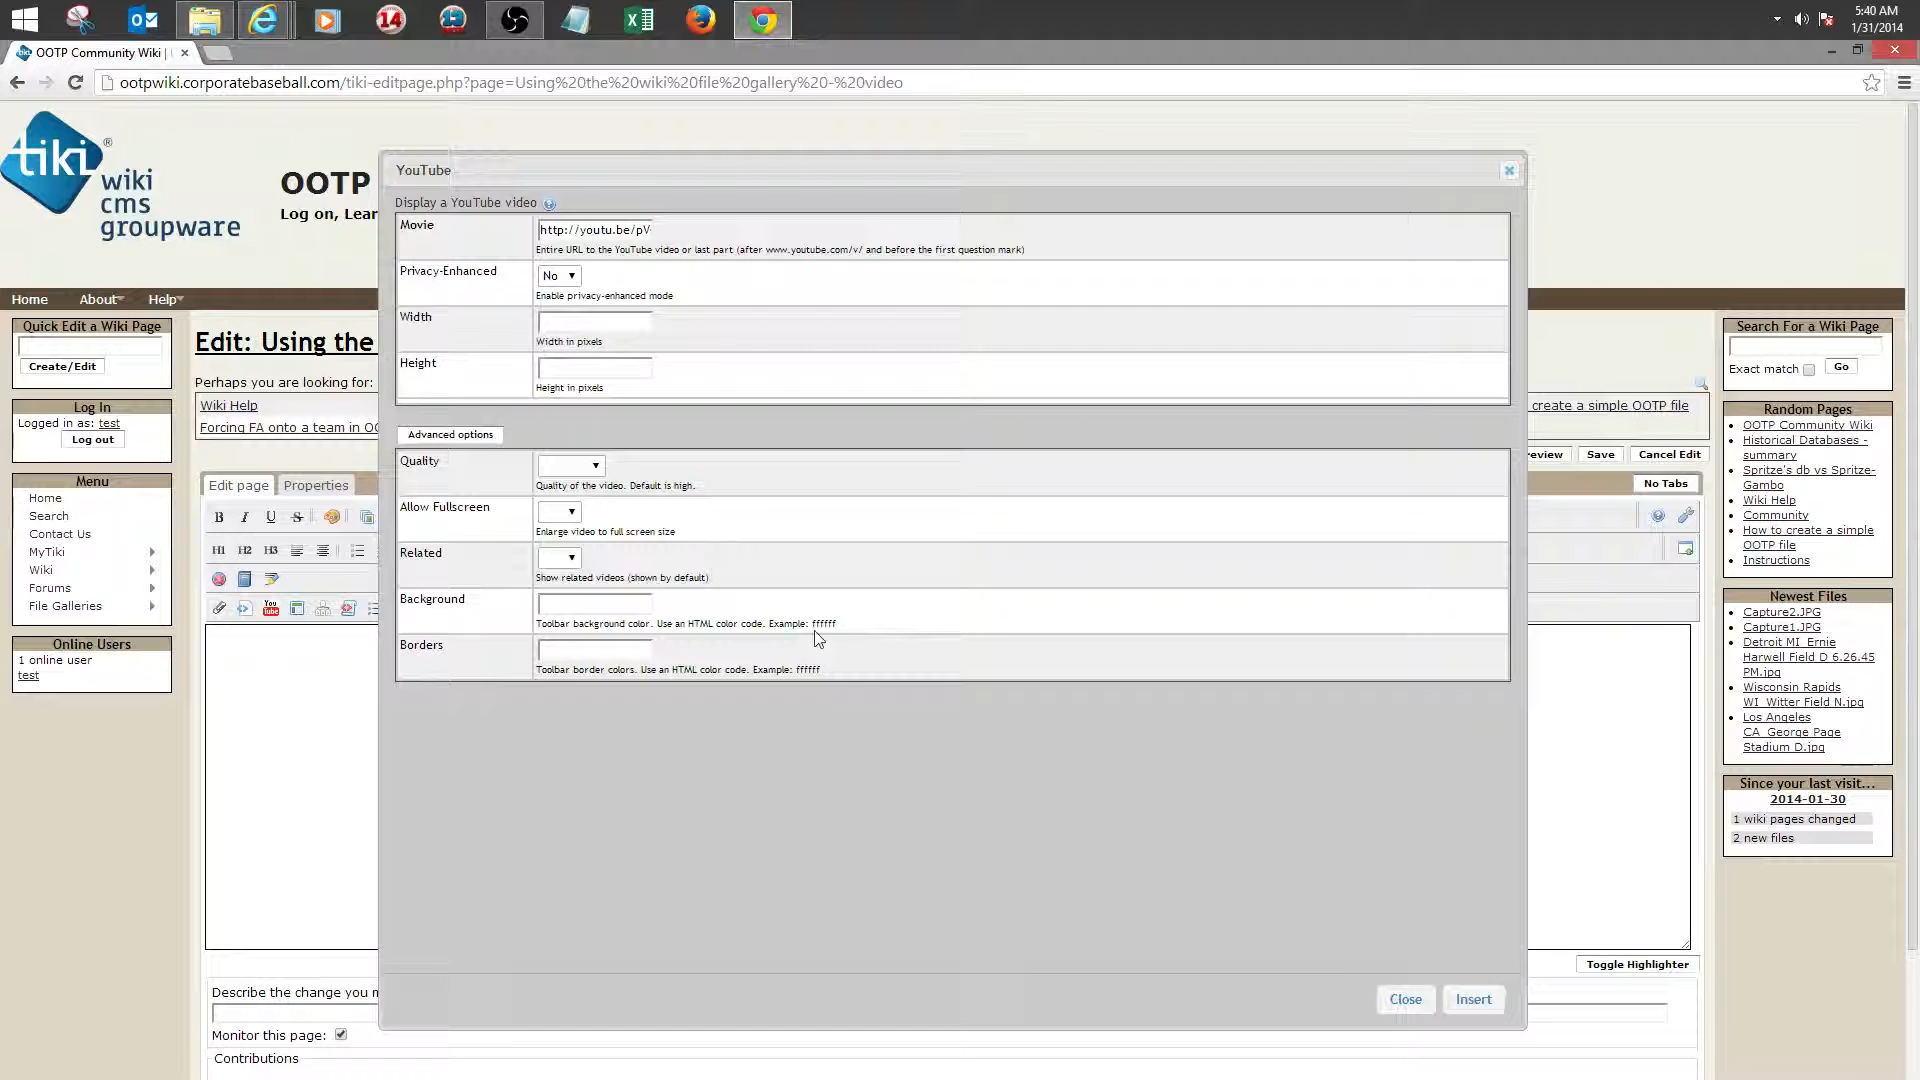 14
5:40 AM
1/31/2014
OOTP Community Wiki |
ootpwiki.corporatebaseball.com/tiki-editpage.php?page=Using%20the%20wiki%20file%20gallery%20-%20video
tiki ®
wiki
cms
groupware
OOTP
Log on, Lear
Home
About
Help
Quick Edit a Wiki Page
Create/Edit
Log In
Logged in as: test
Log out
Menu
Home
Search
Contact Us
MyTiki
Wiki
Forums
File Galleries
Online Users
1 online user
test
Edit: Using the
Perhaps you are looking for:
Wiki Help
Forcing FA onto a team in OO
create a simple OOTP file
review
Save
Cancel Edit
Edit page
Properties
No Tabs
B I U S
H1 H2 H3
You
Tube
Toggle Highlighter
Describe the change you m
Monitor this page:
Contributions
YouTube
Display a YouTube video
Movie
http://youtu.be/pV
Entire URL to the YouTube video or last part (after www.youtube.com/v/ and before the first question mark)
Privacy-Enhanced
No
Enable privacy-enhanced mode
Width
Width in pixels
Height
Height in pixels
Advanced options
Quality
Quality of the video. Default is high.
Allow Fullscreen
Enlarge video to full screen size
Related
Show related videos (shown by default)
Background
Toolbar background color. Use an HTML color code. Example: ffffff
Borders
Toolbar border colors. Use an HTML color code. Example: ffffff
Close
Insert
Search For a Wiki Page
Exact match
Go
Random Pages
OOTP Community Wiki
Historical Databases -
summary
Spritze's db vs Spritze-
Gambo
Wiki Help
Community
How to create a simple
OOTP file
Instructions
Newest Files
Capture2.JPG
Capture1.JPG
Detroit MI_Ernie
Harwell Field D 6.26.45
PM.jpg
Wisconsin Rapids
WI_Witter Field N.jpg
Los Angeles
CA_George Page
Stadium D.jpg
Since your last visit...
2014-01-30
1 wiki pages changed
2 new files